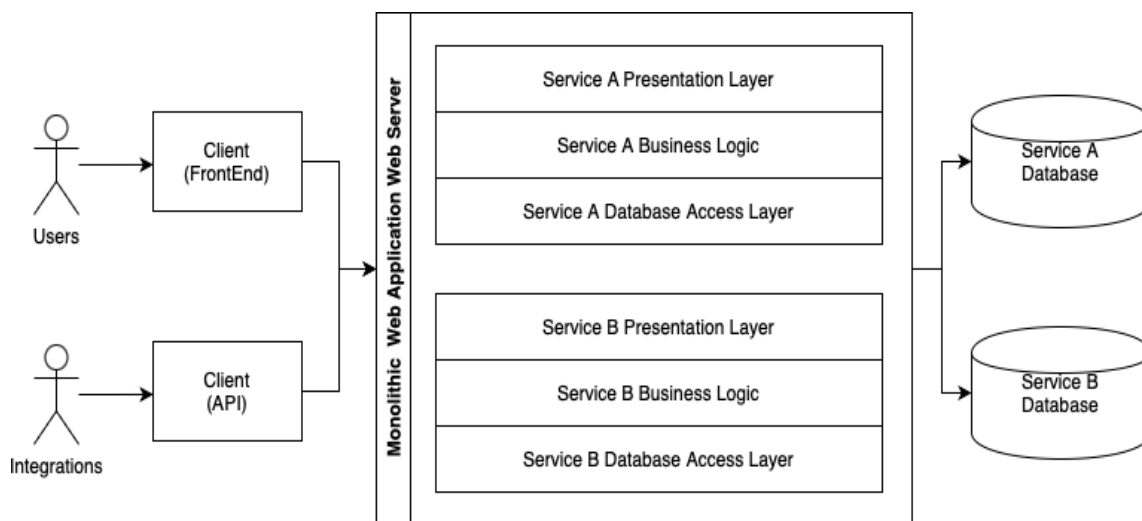 Users
Client
(FrontEnd)
Integrations
Client
(API)
Monolithic Web Application Web Server
Service A Presentation Layer
Service A Business Logic
Service A Database Access Layer
Service B Presentation Layer
Service B Business Logic
Service B Database Access Layer
Service A
Database
Service B
Database